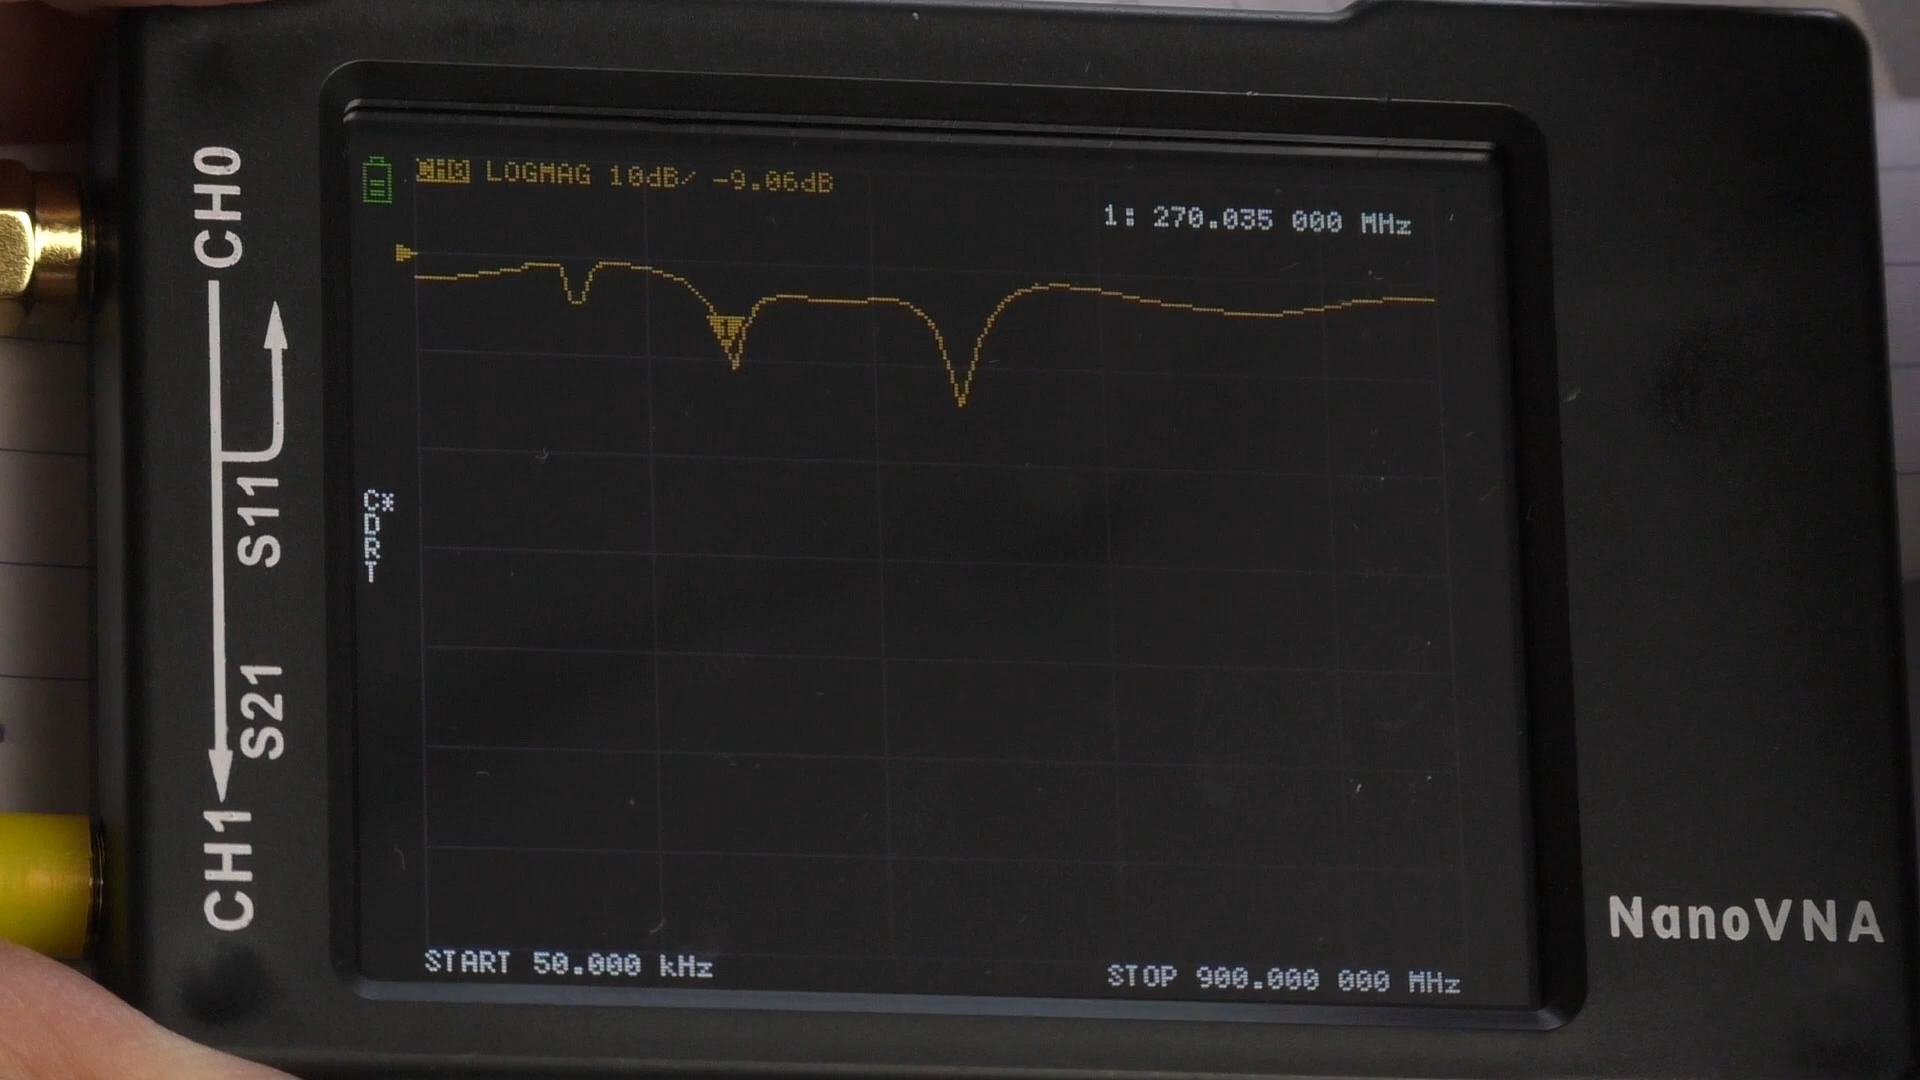 CH0 LOGMAG 10dB/ -9.06dB
1: 270.035 000 MHz
C*
D
R
T
START 50.000 kHz
STOP 900.000 000 MHz
CH0
S11
S21
CH1
NanoVNA